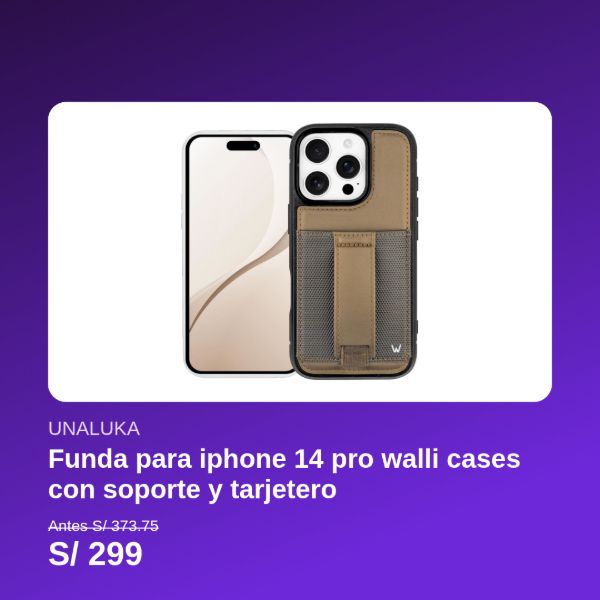 W
UNALUKA
Funda para iphone 14 pro walli cases
con soporte y tarjetero
Antes S/ 373.75
S/ 299